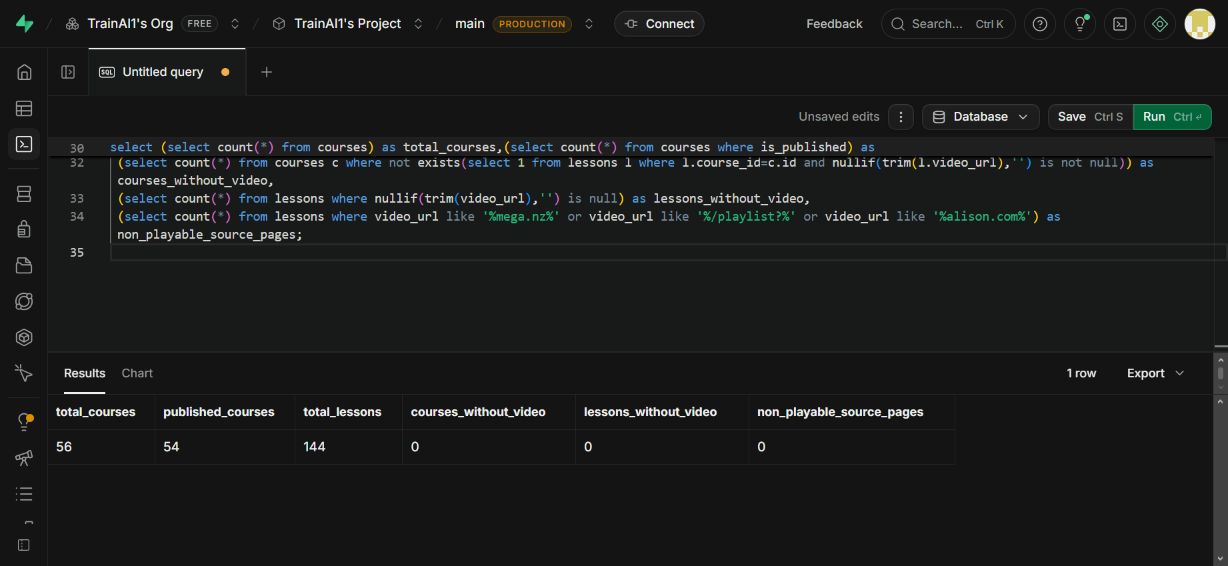 TrainAI1's Org FREE / TrainAI1's Project / main PRODUCTION Connect Feedback Search... Ctrl K
SQL Untitled query
Unsaved edits Database Save Ctrl S Run Ctrl ↵
30 select (select count(*) from courses) as total_courses,(select count(*) from courses where is_published) as
32 (select count(*) from courses c where not exists(select 1 from lessons l where l.course_id=c.id and nullif(trim(l.video_url),'') is not null)) as
courses_without_video,
33 (select count(*) from lessons where nullif(trim(video_url),'') is null) as lessons_without_video,
34 (select count(*) from lessons where video_url like '%mega.nz%' or video_url like '%/playlist?%' or video_url like '%alison.com%') as
non_playable_source_pages;
35
Results Chart 1 row Export
total_courses published_courses total_lessons courses_without_video lessons_without_video non_playable_source_pages
56 54 144 0 0 0